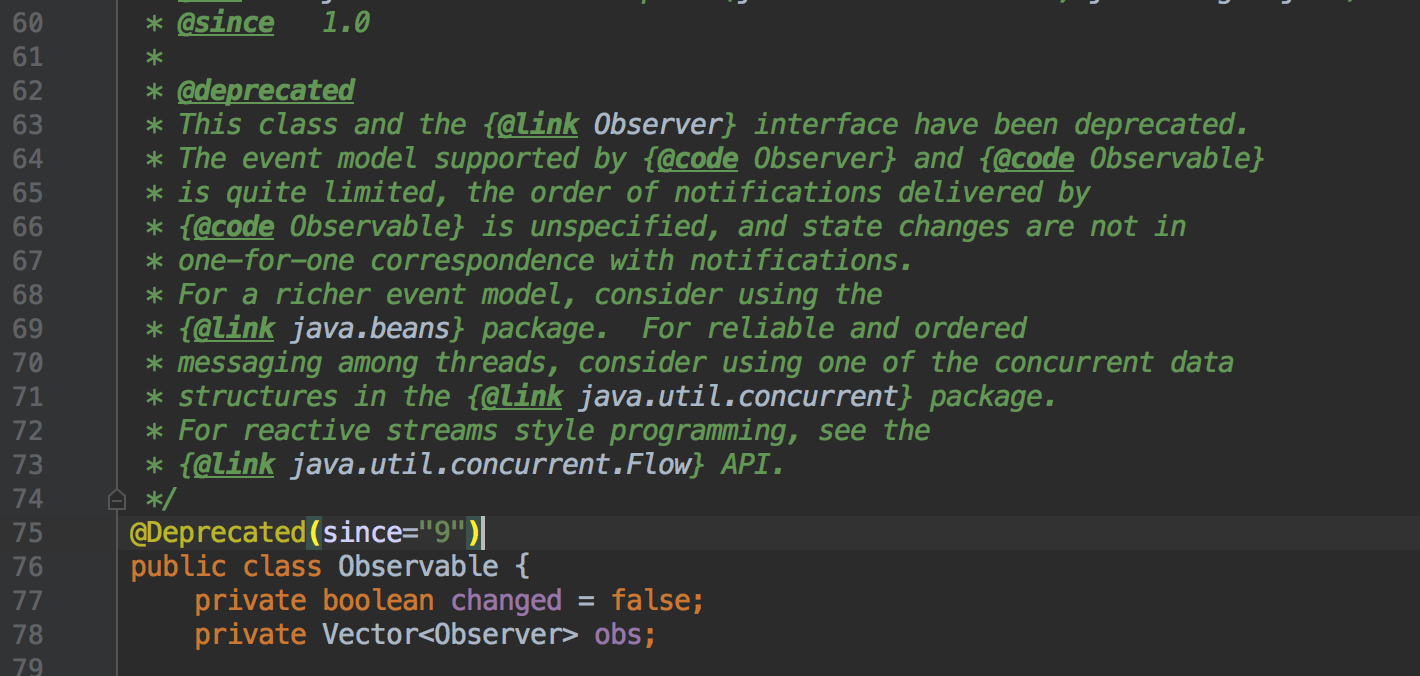 60 * @since   1.0
61 *
62 * @deprecated
63 * This class and the {@link Observer} interface have been deprecated.
64 * The event model supported by {@code Observer} and {@code Observable}
65 * is quite limited, the order of notifications delivered by
66 * {@code Observable} is unspecified, and state changes are not in
67 * one-for-one correspondence with notifications.
68 * For a richer event model, consider using the
69 * {@link java.beans} package.  For reliable and ordered
70 * messaging among threads, consider using one of the concurrent data
71 * structures in the {@link java.util.concurrent} package.
72 * For reactive streams style programming, see the
73 * {@link java.util.concurrent.Flow} API.
74 */
75 @Deprecated(since="9")
76 public class Observable {
77     private boolean changed = false;
78     private Vector<Observer> obs;
79